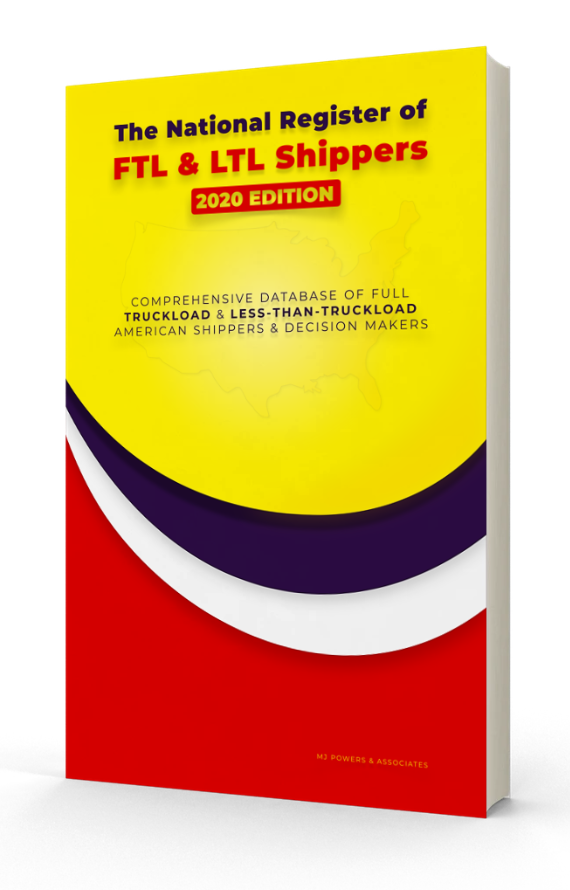 The National Register of
FTL & LTL Shippers
2020 EDITION
COMPREHENSIVE DATABASE OF FULL
TRUCKLOAD & LESS-THAN-TRUCKLOAD
AMERICAN SHIPPERS & DECISION MAKERS
MJ POWERS & ASSOCIATES